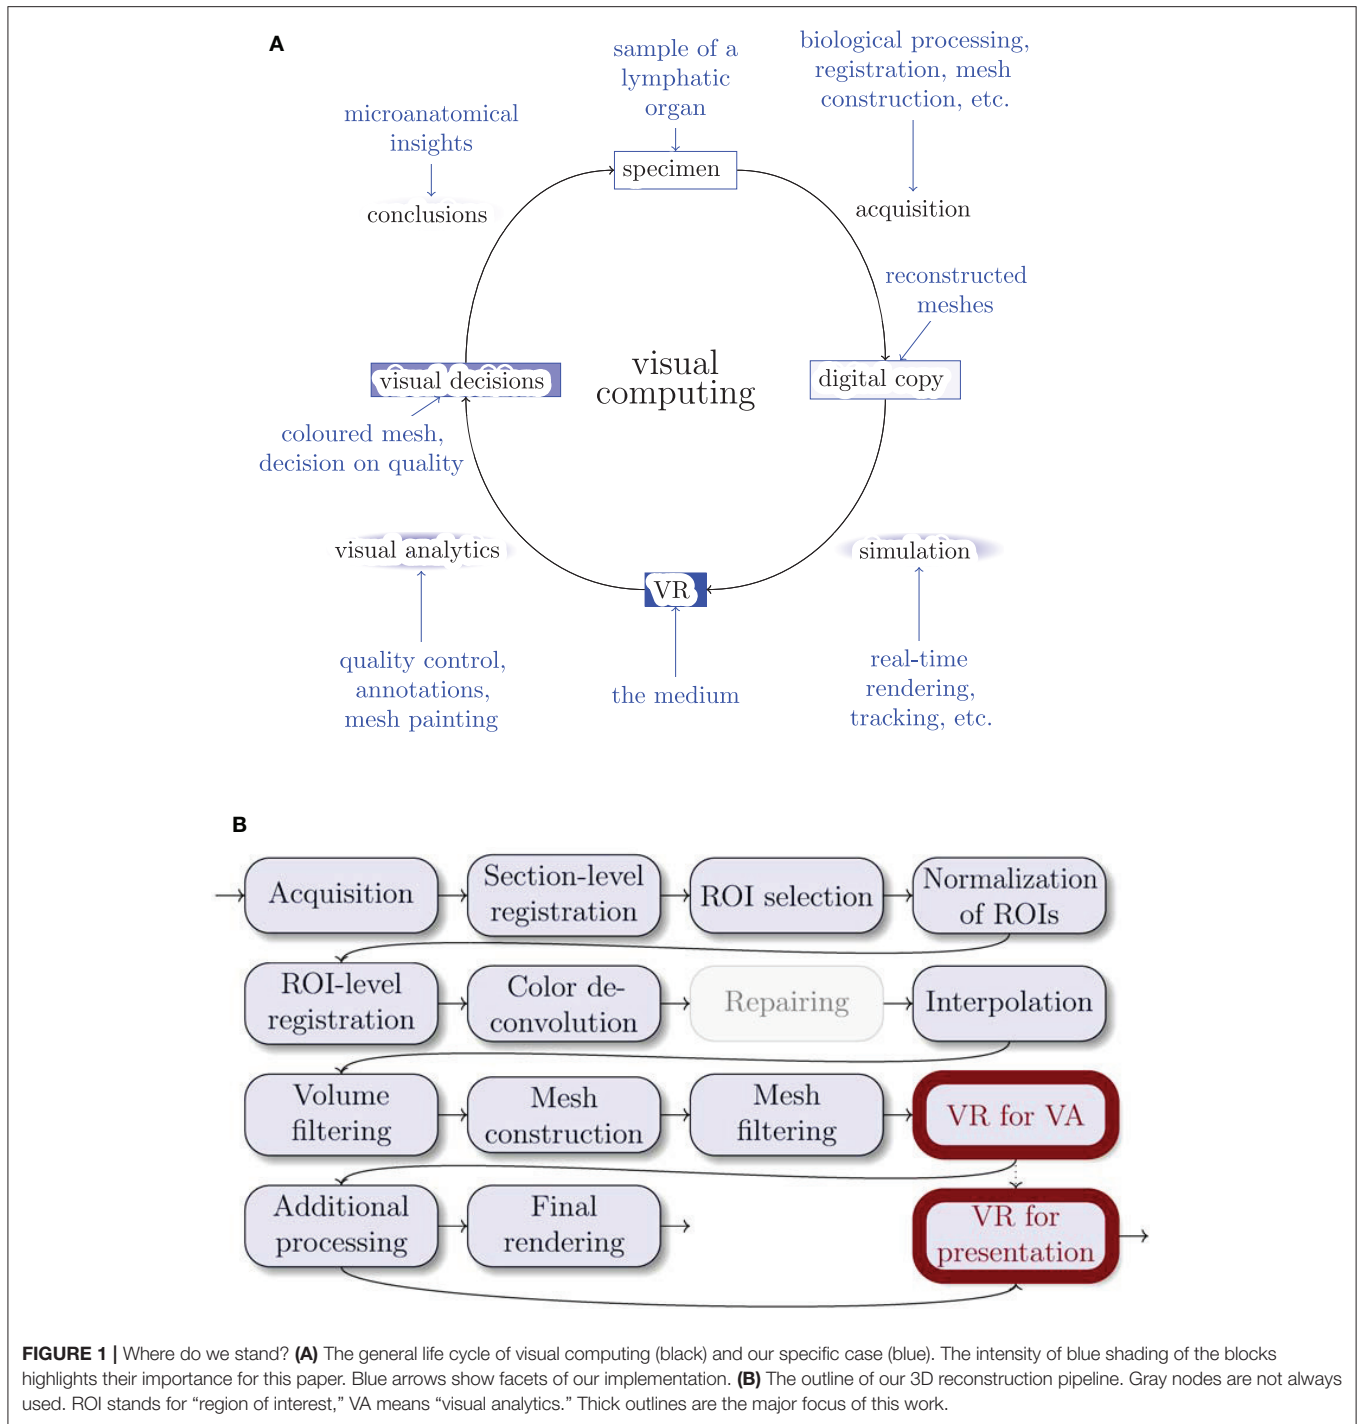 A
sample of a
lymphatic
organ
biological processing,
registration, mesh
construction, etc.
microanatomical
insights
specimen
conclusions
acquisition
reconstructed
meshes
visual
computing
visual decisions
digital copy
coloured mesh,
decision on quality
visual analytics
simulation
VR
quality control,
annotations,
mesh painting
the medium
real-time
rendering,
tracking, etc.
B
Acquisition
Section-level
registration
ROI selection
Normalization
of ROIs
ROI-level
registration
Color de-
convolution
Repairing
Interpolation
Volume
filtering
Mesh
construction
Mesh
filtering
VR for VA
Additional
processing
Final
rendering
VR for
presentation
FIGURE 1 | Where do we stand? (A) The general life cycle of visual computing (black) and our specific case (blue). The intensity of blue shading of the blocks
highlights their importance for this paper. Blue arrows show facets of our implementation. (B) The outline of our 3D reconstruction pipeline. Gray nodes are not always
used. ROI stands for “region of interest,” VA means “visual analytics.” Thick outlines are the major focus of this work.